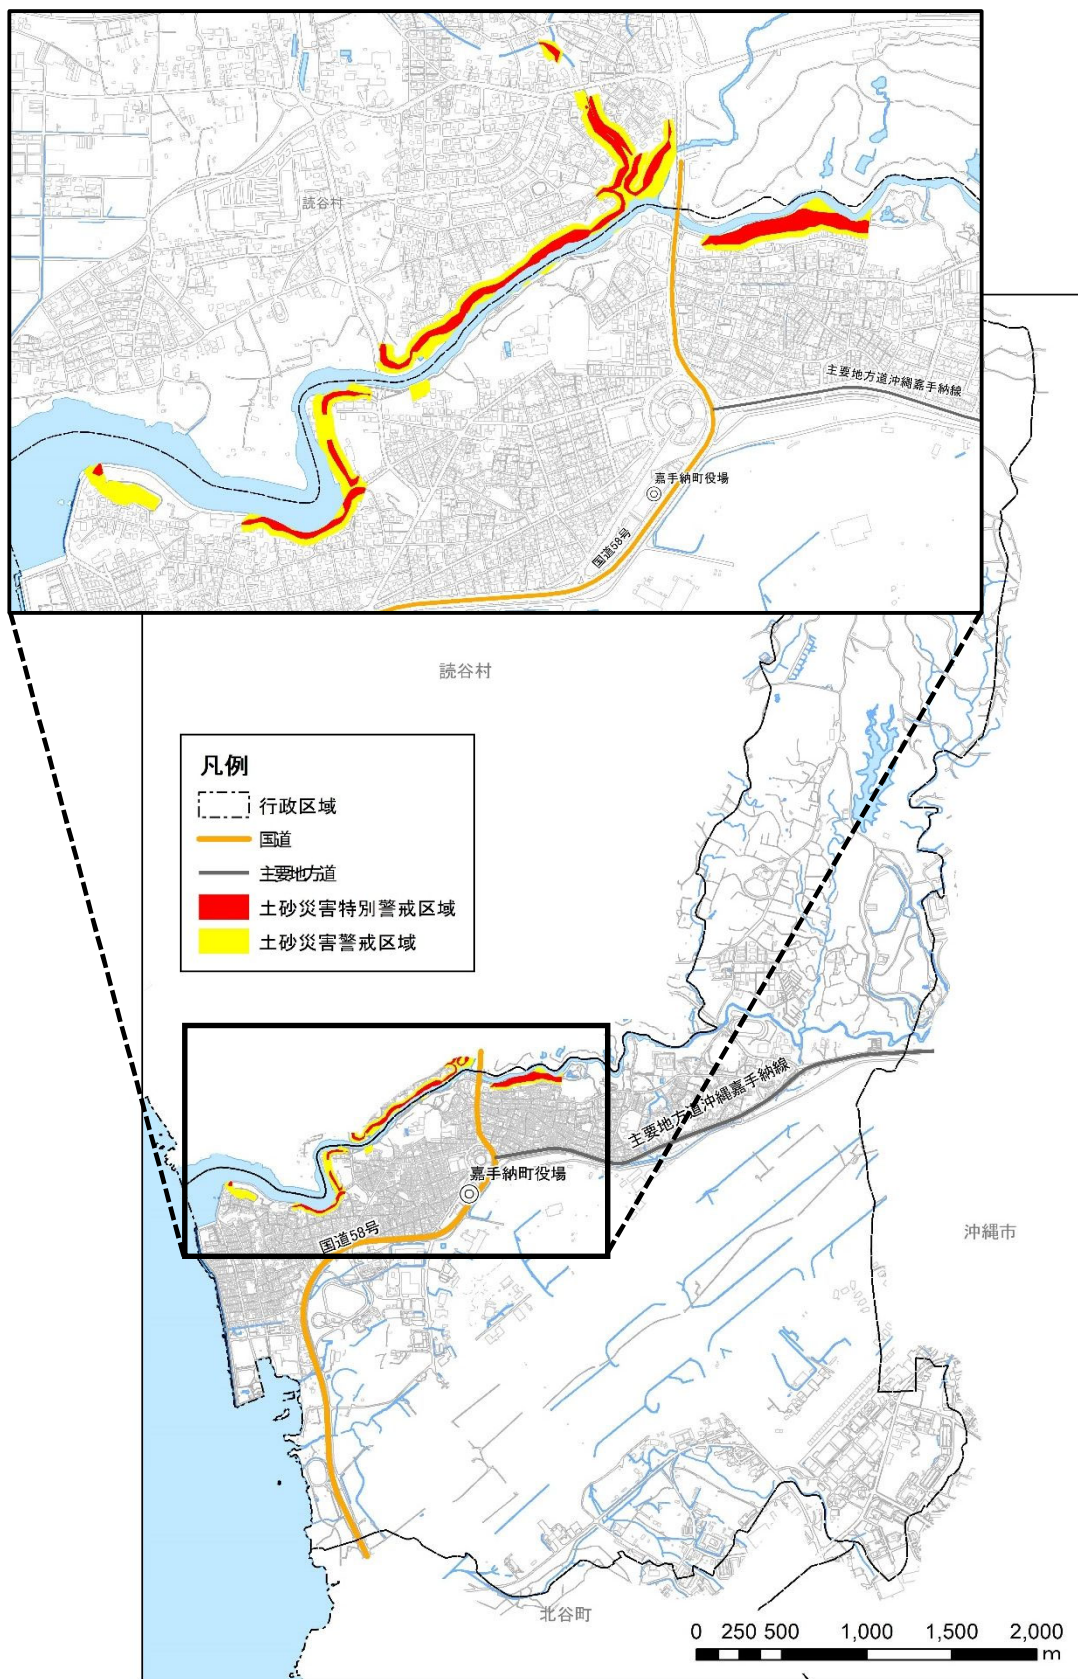 読谷村
主要地方道沖縄嘉手納線
嘉手納町役場
国道58号
読谷村
凡例
行政区域
国道
主要地方道
土砂災害特別警戒区域
土砂災害警戒区域
主要地方道沖縄嘉手納線
嘉手納町役場
国道58号
沖縄市
北谷町
0 250 500 1,000 1,500 2,000
m